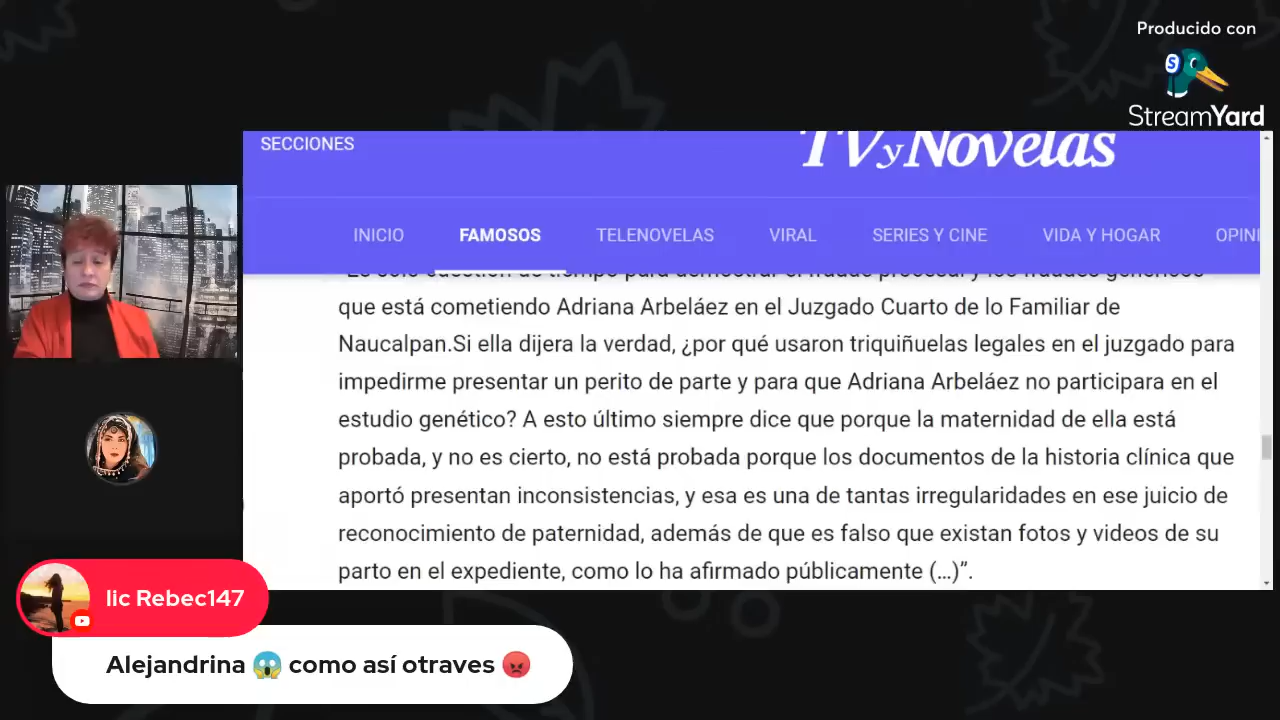 Producido con
StreamYard
SECCIONES
TVyNovelas
INICIO FAMOSOS TELENOVELAS VIRAL SERIES Y CINE VIDA Y HOGAR OPINI
que está cometiendo Adriana Arbeláez en el Juzgado Cuarto de lo Familiar de
Naucalpan.Si ella dijera la verdad, ¿por qué usaron triquiñuelas legales en el juzgado para
impedirme presentar un perito de parte y para que Adriana Arbeláez no participara en el
estudio genético? A esto último siempre dice que porque la maternidad de ella está
probada, y no es cierto, no está probada porque los documentos de la historia clínica que
aportó presentan inconsistencias, y esa es una de tantas irregularidades en ese juicio de
reconocimiento de paternidad, además de que es falso que existan fotos y videos de su
parto en el expediente, como lo ha afirmado públicamente (...)”.
lic Rebec147
Alejandrina 😱 como así otraves 😡